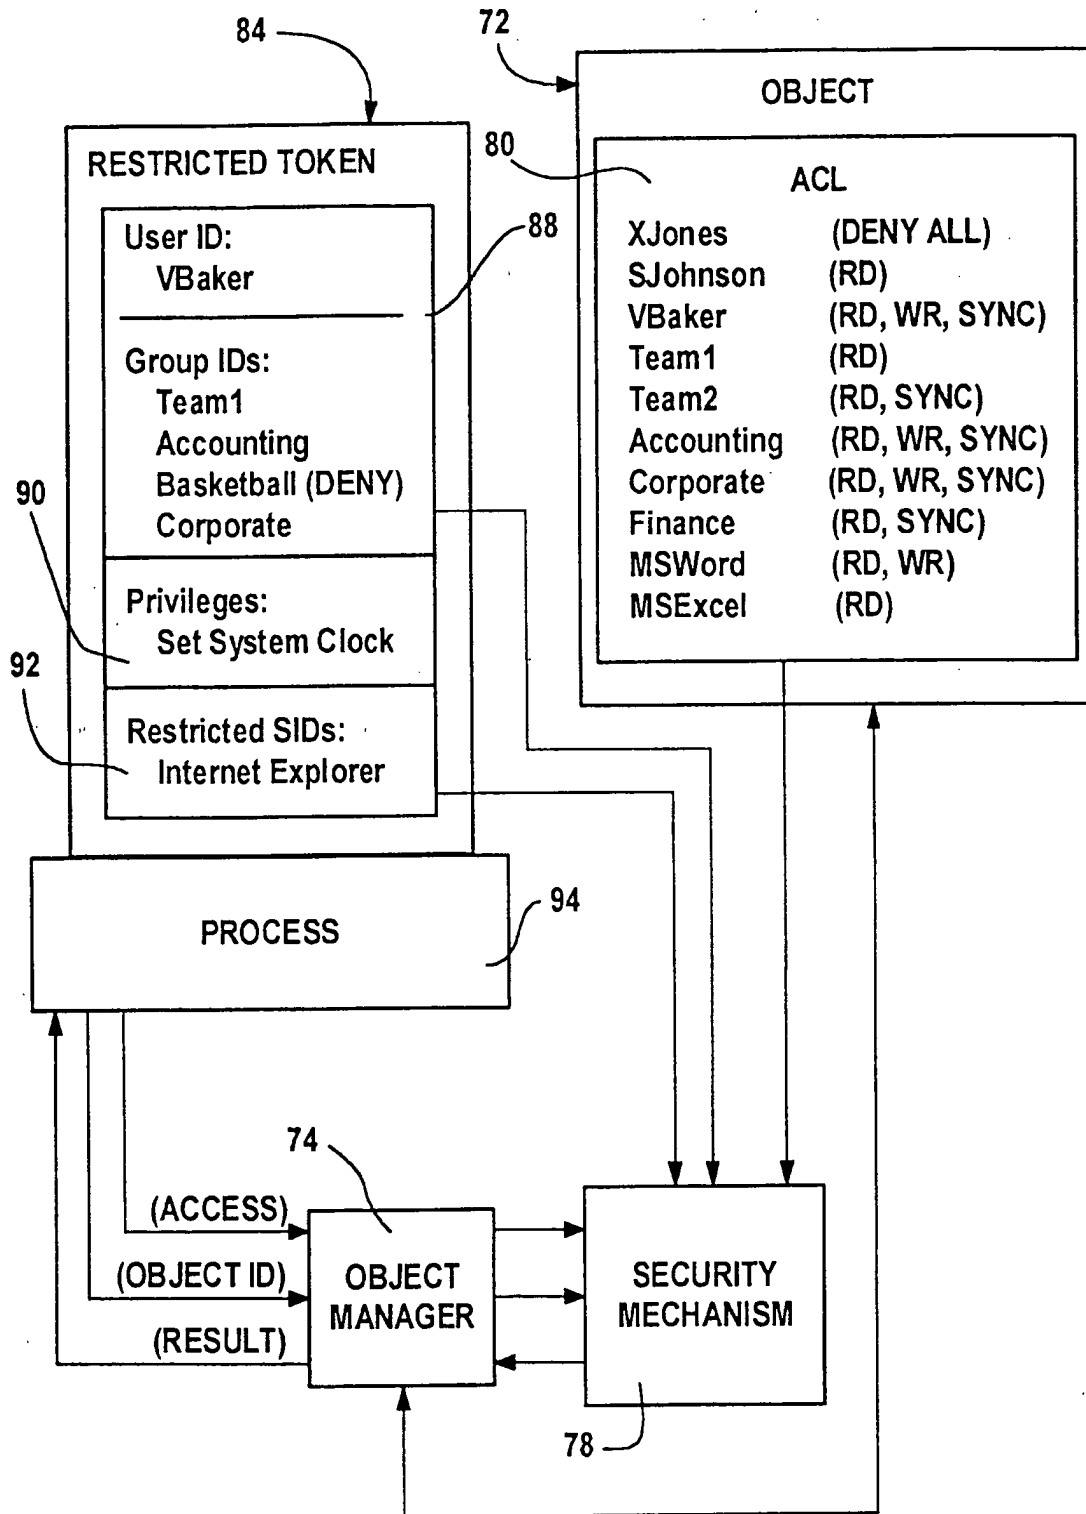 84
72
OBJECT
RESTRICTED TOKEN
80
ACL
User ID:
VBaker
88
Group IDs:
Team1
Accounting
Basketball (DENY)
Corporate
90
Privileges:
Set System Clock
92
Restricted SIDs:
Internet Explorer
XJones (DENY ALL)
SJohnson (RD)
VBaker (RD, WR, SYNC)
Team1 (RD)
Team2 (RD, SYNC)
Accounting (RD, WR, SYNC)
Corporate (RD, WR, SYNC)
Finance (RD, SYNC)
MSWord (RD, WR)
MSExcel (RD)
PROCESS
94
74
(ACCESS)
(OBJECT ID)
(RESULT)
OBJECT
MANAGER
SECURITY
MECHANISM
78